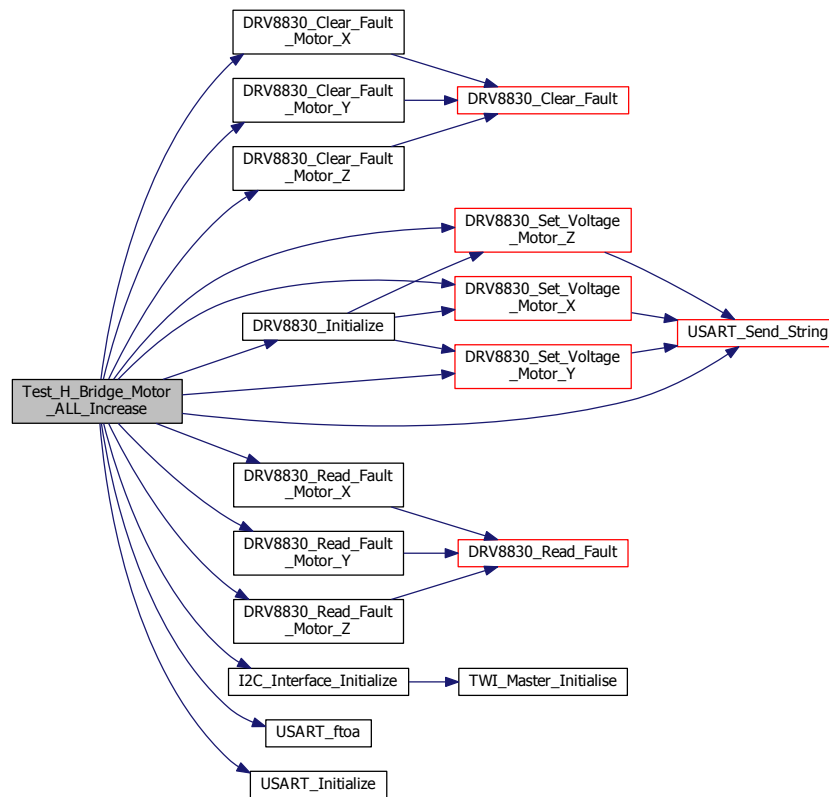 DRV8830_Clear_Fault
_Motor_X
DRV8830_Clear_Fault
_Motor_Y
DRV8830_Clear_Fault
DRV8830_Clear_Fault
_Motor_Z
DRV8830_Set_Voltage
_Motor_Z
DRV8830_Set_Voltage
_Motor_X
DRV8830_Initialize
USART_Send_String
DRV8830_Set_Voltage
_Motor_Y
Test_H_Bridge_Motor
_ALL_Increase
DRV8830_Read_Fault
_Motor_X
DRV8830_Read_Fault
_Motor_Y
DRV8830_Read_Fault
DRV8830_Read_Fault
_Motor_Z
I2C_Interface_Initialize
TWI_Master_Initialise
USART_ftoa
USART_Initialize